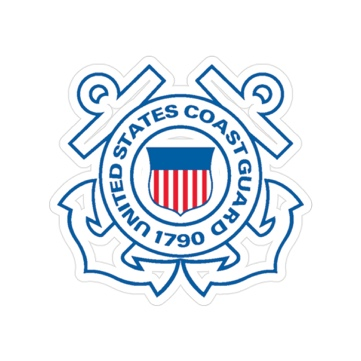 UNITED STATES COAST GUARD
1790